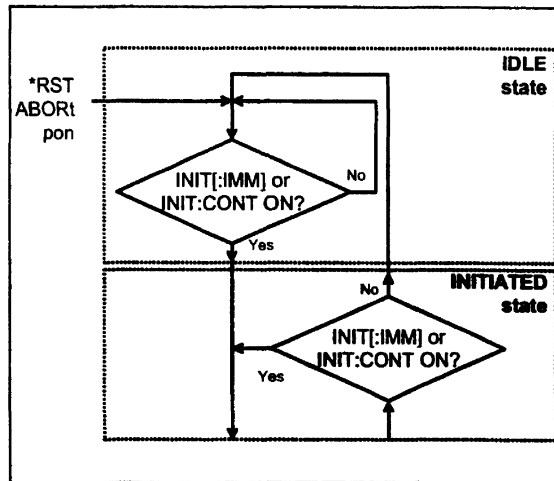 IDLE
state
*RST
ABORt
pon
INIT[:IMM] or
INIT:CONT ON?
No
Yes
INITIATED
state
No
INIT[:IMM] or
INIT:CONT ON?
Yes